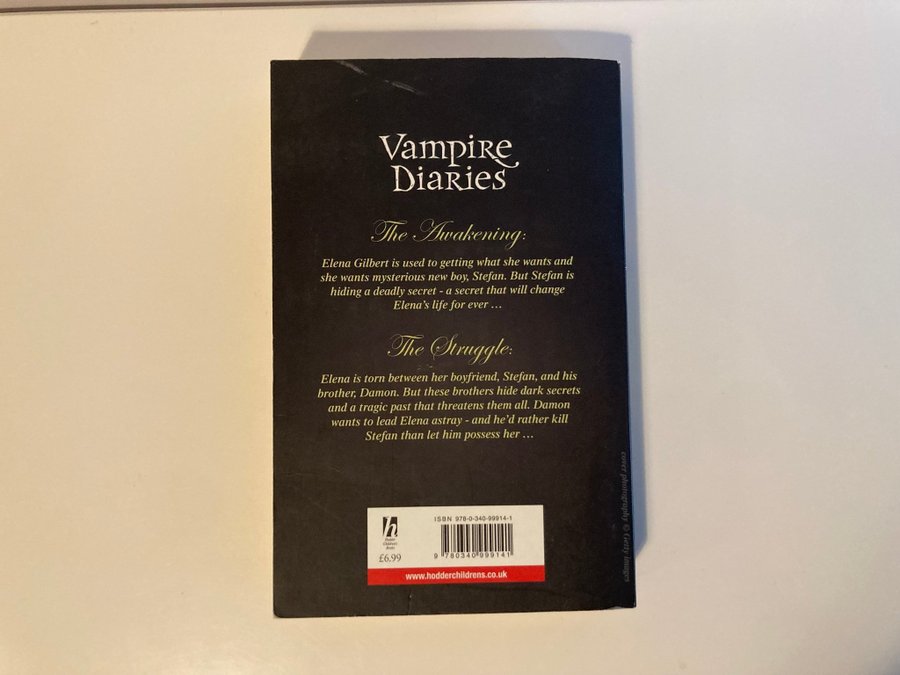 Vampire
Diaries
The Awakening:
Elena Gilbert is used to getting what she wants and
she wants mysterious new boy, Stefan. But Stefan is
hiding a deadly secret - a secret that will change
Elena's life for ever ...
The Struggle:
Elena is torn between her boyfriend, Stefan, and his
brother, Damon. But these brothers hide dark secrets
and a tragic past that threatens them all. Damon
wants to lead Elena astray - and he'd rather kill
Stefan than let him possess her ...
cover photography © Getty Images
h
Hodder
Children's
Books
£6.99
ISBN 978-0-340-99914-1
9 780340 999141
www.hodderchildrens.co.uk